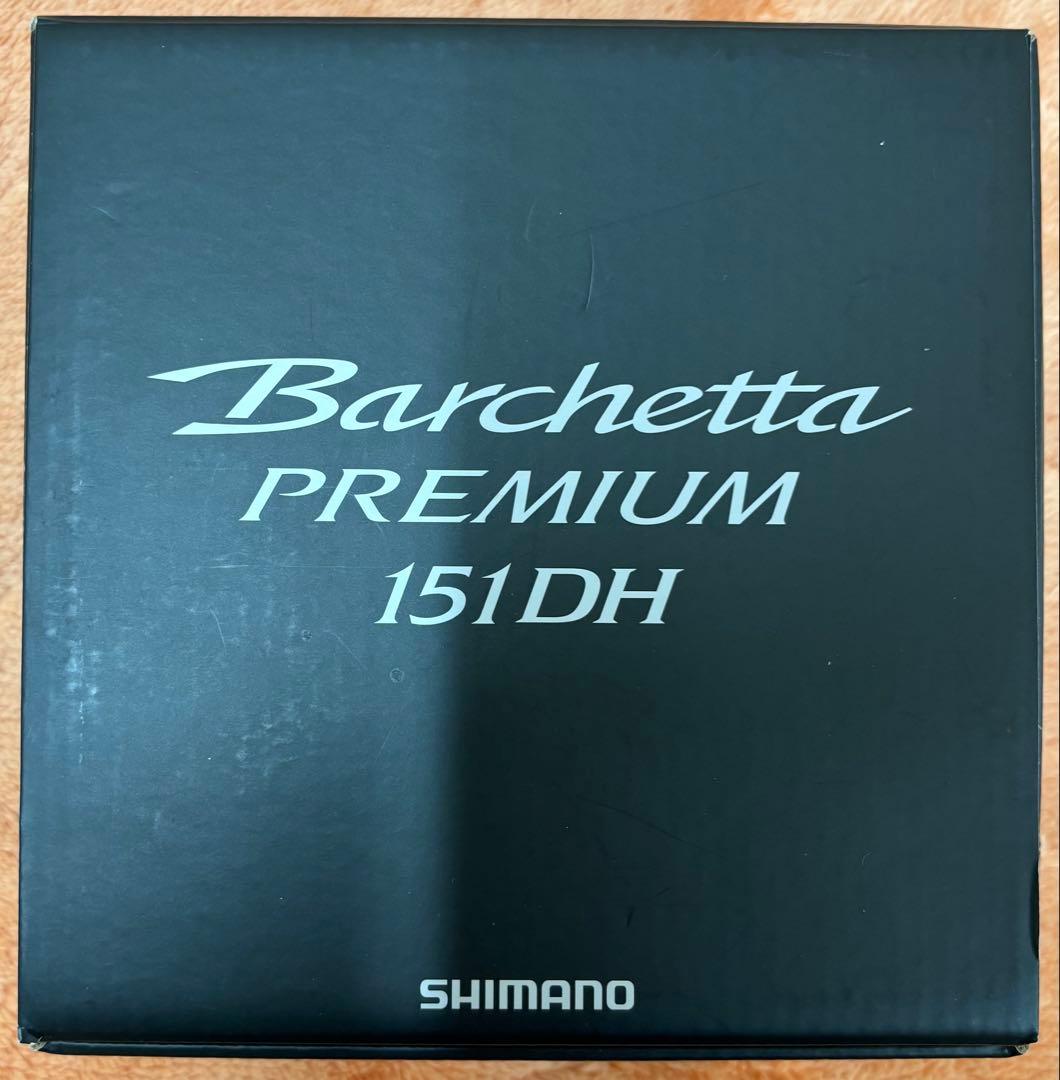 Barchetta
PREMIUM
151DH
SHIMANO